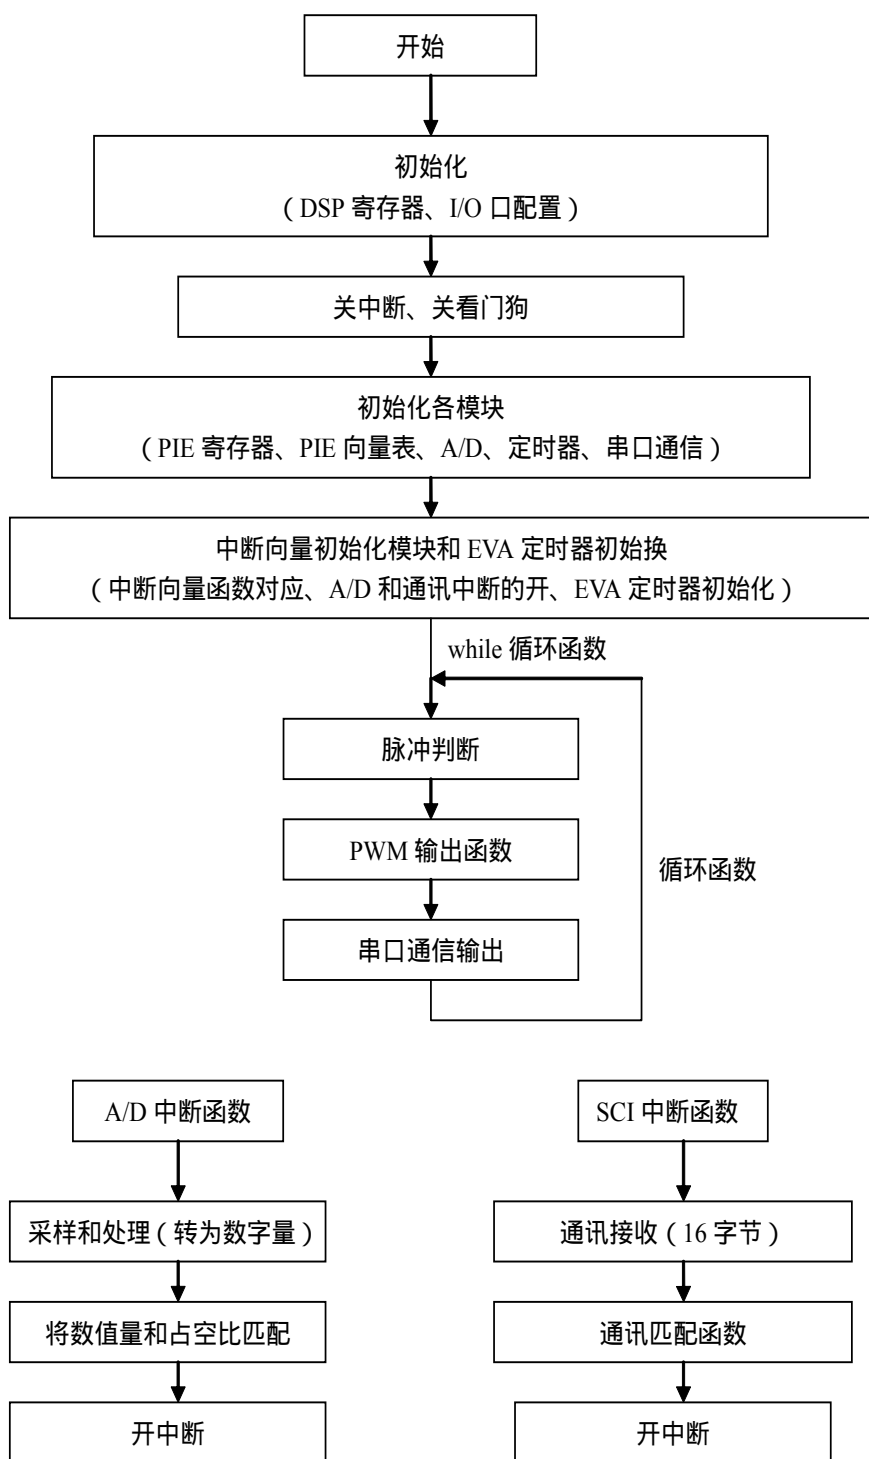 开始
初始化
（DSP 寄存器、I/O 口配置）
关中断、关看门狗
初始化各模块
（PIE 寄存器、PIE 向量表、A/D、定时器、串口通信）
中断向量初始化模块和 EVA 定时器初始换
（中断向量函数对应、A/D 和通讯中断的开、EVA 定时器初始化）
while 循环函数
脉冲判断
PWM 输出函数
循环函数
串口通信输出
A/D 中断函数
采样和处理（转为数字量）
将数值量和占空比匹配
开中断
SCI 中断函数
通讯接收（16 字节）
通讯匹配函数
开中断